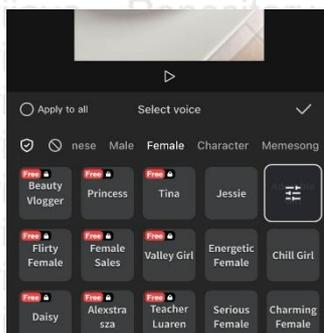 Apply to all Select voice
nese Male Female Character Memesong
Free Free Free
Beauty Vlogger Princess Tina Jessie
Free Free Free
Flirty Female Female Sales Valley Girl Energetic Female Chill Girl
Free Free Free
Daisy Alexstra sza Teacher Luaren Serious Female Charming Female